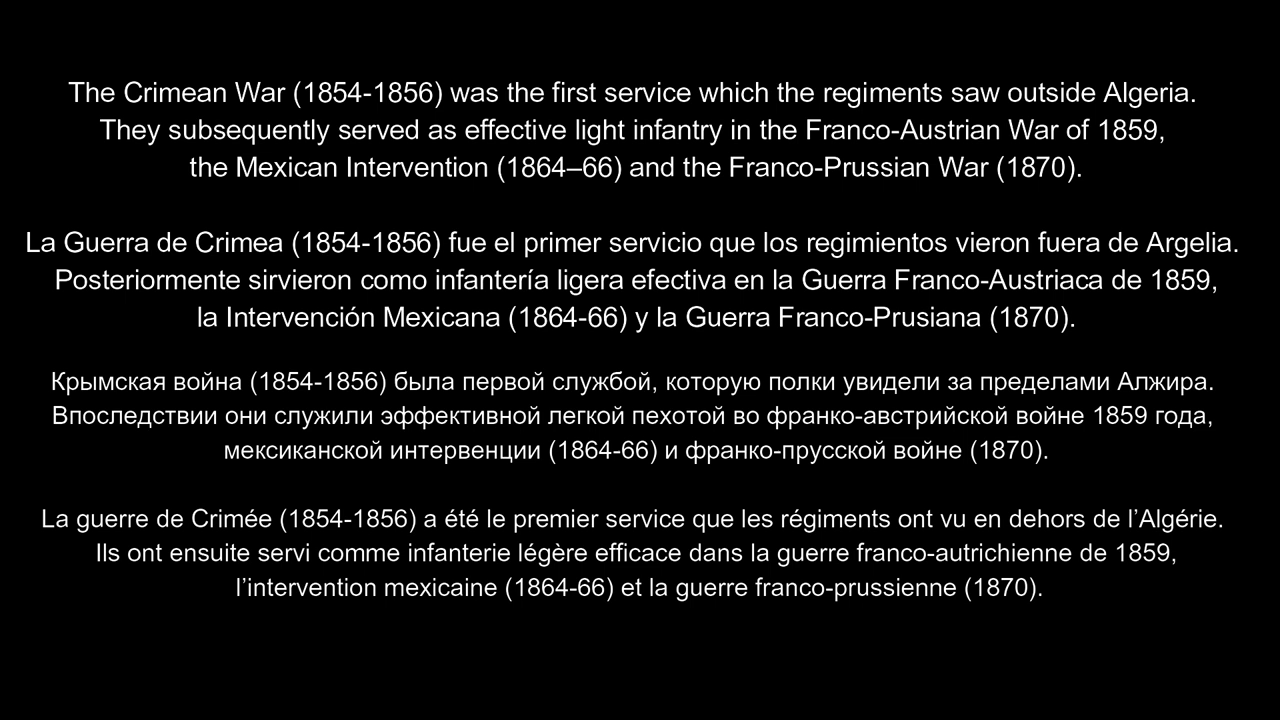 The Crimean War (1854-1856) was the first service which the regiments saw outside Algeria.
They subsequently served as effective light infantry in the Franco-Austrian War of 1859,
the Mexican Intervention (1864–66) and the Franco-Prussian War (1870).
La Guerra de Crimea (1854-1856) fue el primer servicio que los regimientos vieron fuera de Argelia.
Posteriormente sirvieron como infantería ligera efectiva en la Guerra Franco-Austriaca de 1859,
la Intervención Mexicana (1864-66) y la Guerra Franco-Prusiana (1870).
Крымская война (1854-1856) была первой службой, которую полки увидели за пределами Алжира.
Впоследствии они служили эффективной легкой пехотой во франко-австрийской войне 1859 года,
мексиканской интервенции (1864-66) и франко-прусской войне (1870).
La guerre de Crimée (1854-1856) a été le premier service que les régiments ont vu en dehors de l’Algérie.
Ils ont ensuite servi comme infanterie légère efficace dans la guerre franco-autrichienne de 1859,
l’intervention mexicaine (1864-66) et la guerre franco-prussienne (1870).